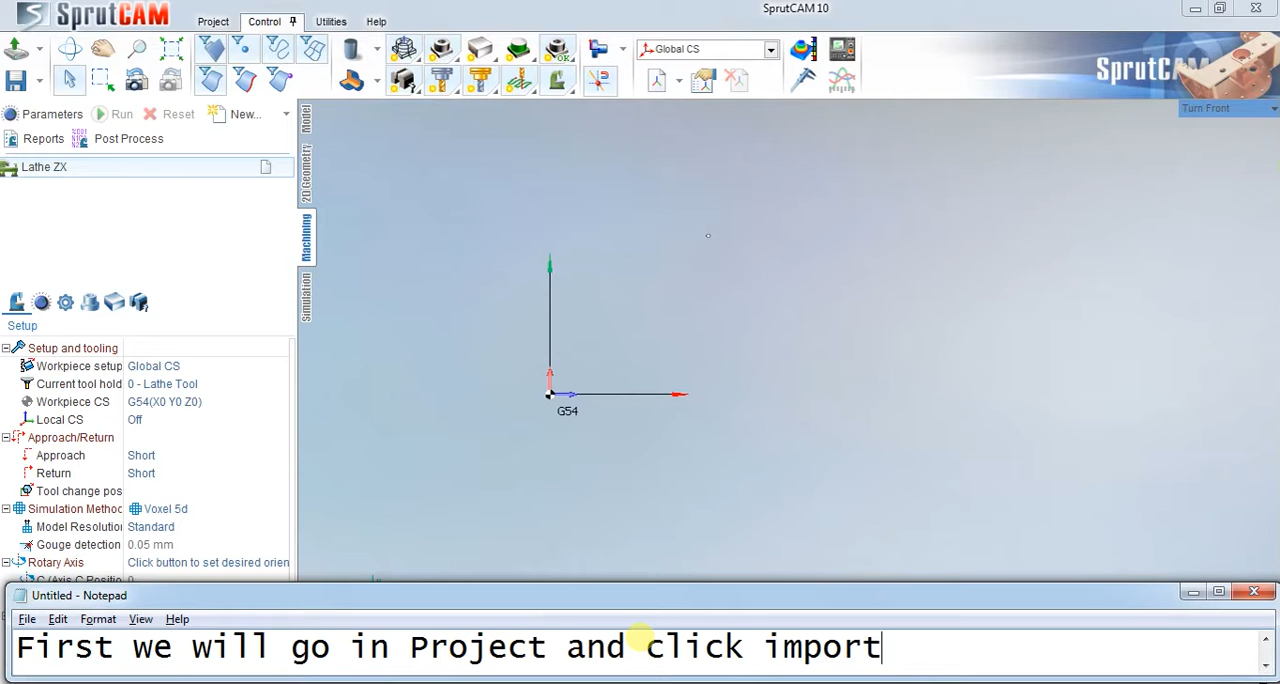 SprutCAM
Project
Control
Utilities
Help
SprutCAM 10
Global CS
SprutCAM
Turn Front
Parameters
Run
Reset
New...
Reports
Post Process
Lathe ZX
Model
2D Geometry
Machining
Simulation
G54
Setup
Setup and tooling
Workpiece setup Global CS
Current tool hold 0 - Lathe Tool
Workpiece CS G54(X0 Y0 Z0)
Local CS Off
Approach/Return
Approach Short
Return Short
Tool change pos
Simulation Method Voxel 5d
Model Resolution Standard
Gouge detection 0.05 mm
Rotary Axis Click button to set desired orien
C (Axis C Positio 0
Untitled - Notepad
File Edit Format View Help
First we will go in Project and click import